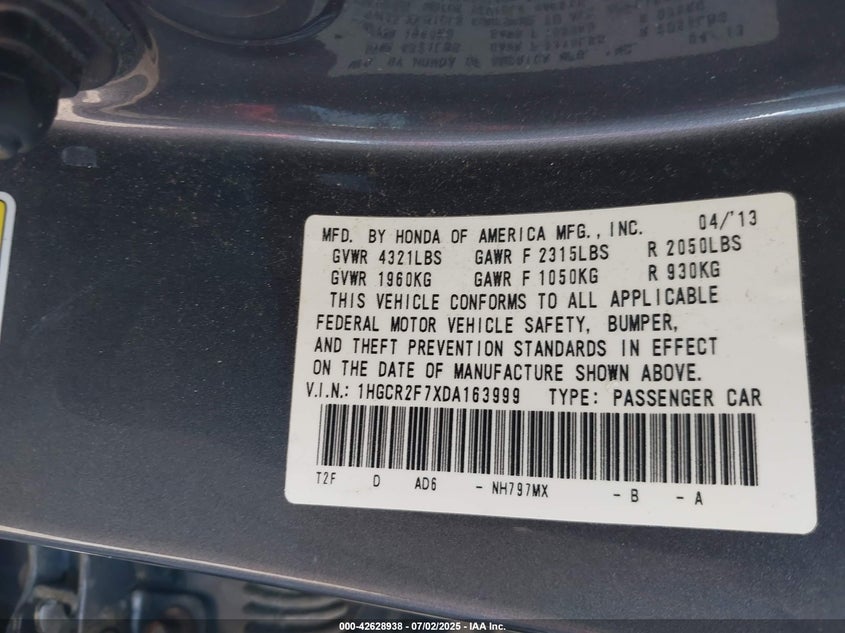 MFD. BY HONDA OF AMERICA MFG., INC. 04/'13
GVWR 4321LBS GAWR F 2315LBS R 2050LBS
GVWR 1960KG GAWR F 1050KG R 930KG
THIS VEHICLE CONFORMS TO ALL APPLICABLE
FEDERAL MOTOR VEHICLE SAFETY, BUMPER,
AND THEFT PREVENTION STANDARDS IN EFFECT
ON THE DATE OF MANUFACTURE SHOWN ABOVE.
V.I.N.: 1HGCR2F7XDA163999 TYPE: PASSENGER CAR
T2F D AD6 - NH797MX - B - A
000-42628938 - 07/02/2025 - IAA Inc.